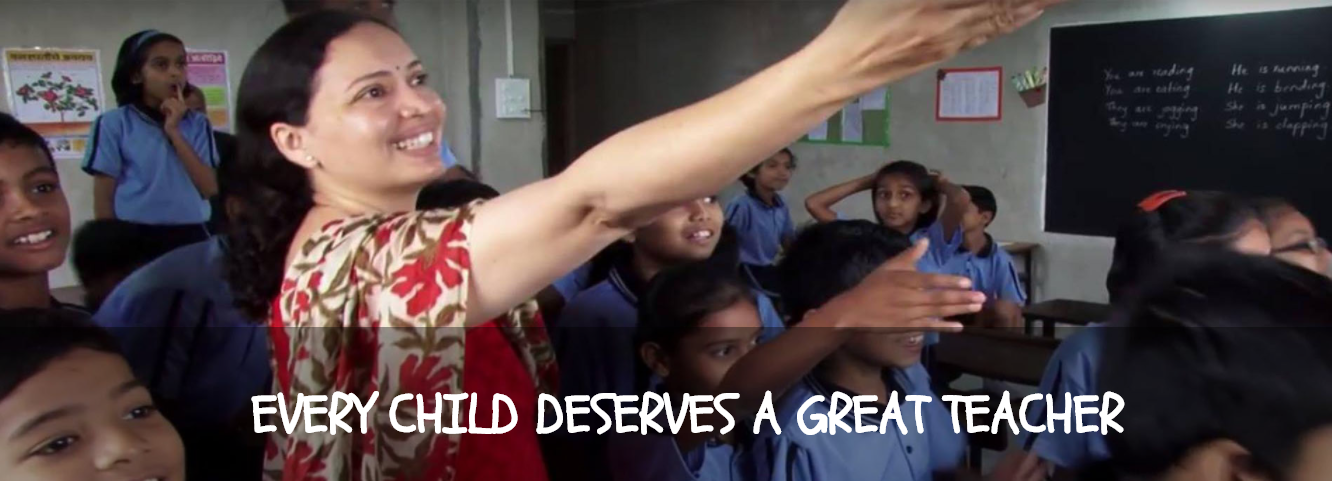 You are reading
You are eating
They are jogging
They are crying
He is running
He is bending
She is jumping
She is clapping
EVERY CHILD DESERVES A GREAT TEACHER